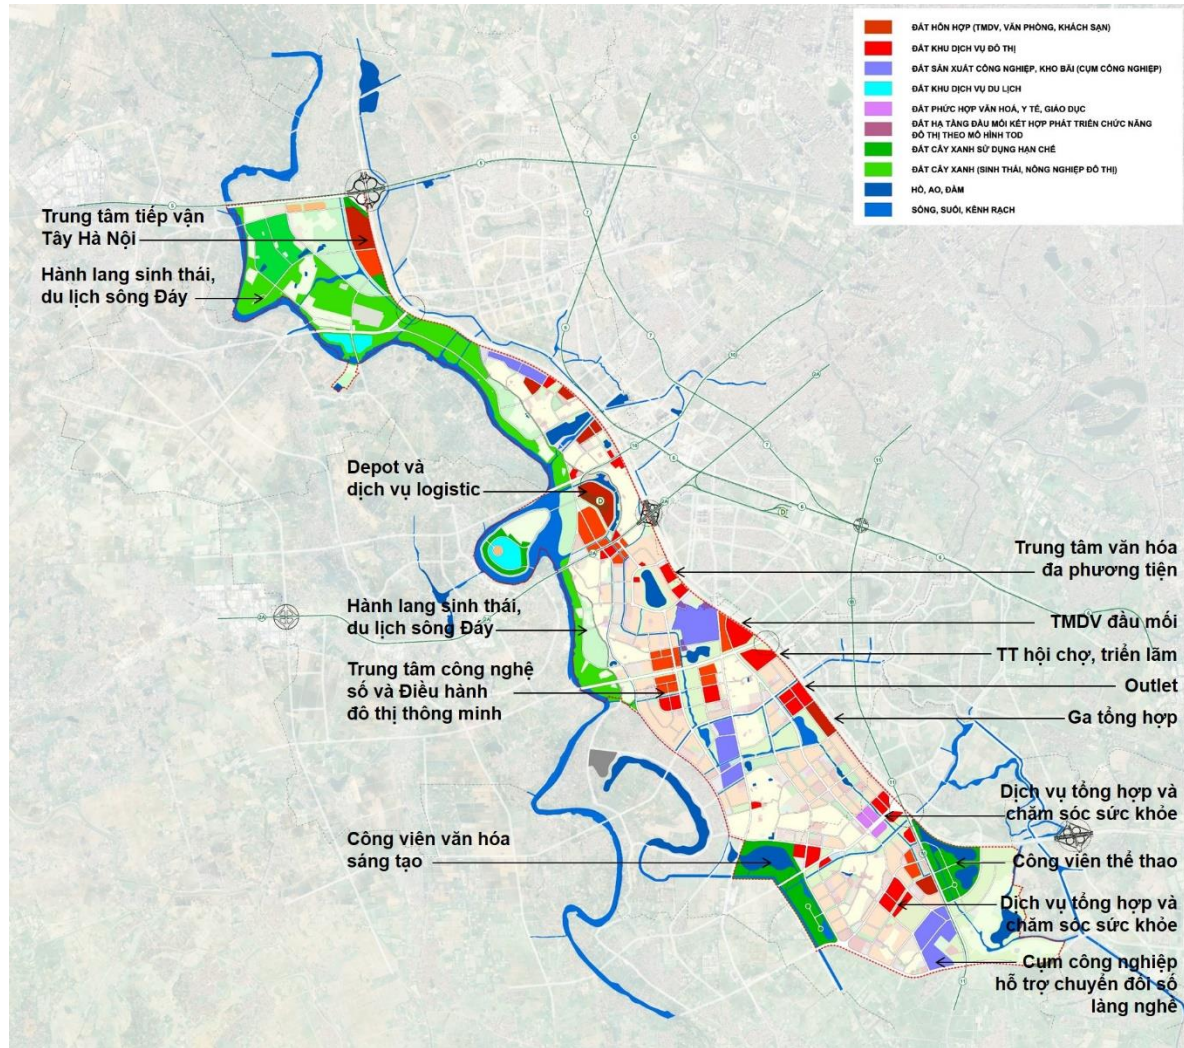 ĐẤT HỖN HỢP (TMDV, VĂN PHÒNG, KHÁCH SẠN)
ĐẤT KHU DỊCH VỤ ĐÔ THỊ
ĐẤT SẢN XUẤT CÔNG NGHIỆP, KHO BÃI (CỤM CÔNG NGHIỆP)
ĐẤT KHU DỊCH VỤ DU LỊCH
ĐẤT PHỨC HỢP VĂN HOÁ, Y TẾ, GIÁO DỤC
ĐẤT HẠ TẦNG ĐẦU MỐI KẾT HỢP PHÁT TRIỂN CHỨC NĂNG
ĐÔ THỊ THEO MÔ HÌNH TOD
ĐẤT CÂY XANH SỬ DỤNG HẠN CHẾ
ĐẤT CÂY XANH (SINH THÁI, NÔNG NGHIỆP ĐÔ THỊ)
HỒ, AO, ĐẦM
SÔNG, SUỐI, KÊNH RẠCH
Trung tâm tiếp vận
Tây Hà Nội
Hành lang sinh thái,
du lịch sông Đáy
Depot và
dịch vụ logistic
Trung tâm văn hóa
đa phương tiện
Hành lang sinh thái,
du lịch sông Đáy
TMDV đầu mối
TT hội chợ, triển lãm
Trung tâm công nghệ
số và Điều hành
đô thị thông minh
Outlet
Ga tổng hợp
Dịch vụ tổng hợp và
chăm sóc sức khỏe
Công viên văn hóa
sáng tạo
Công viên thể thao
Dịch vụ tổng hợp và
chăm sóc sức khỏe
Cụm công nghiệp
hỗ trợ chuyển đổi số
làng nghề